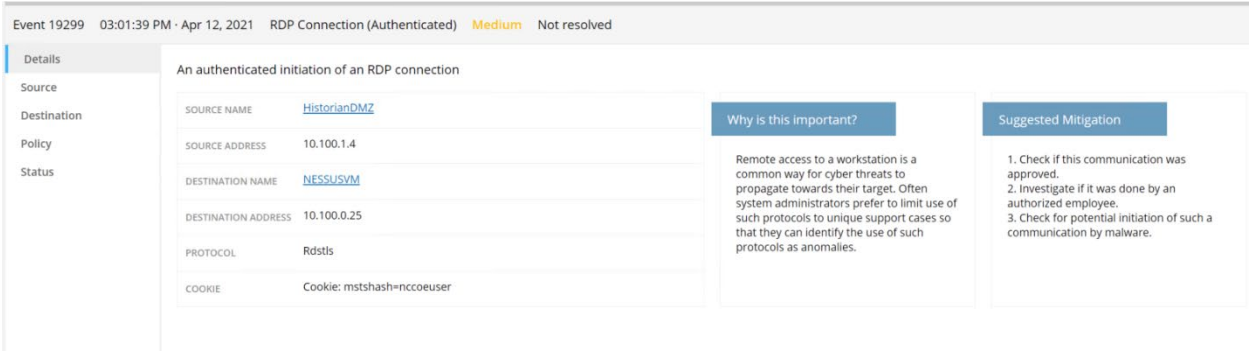 Event 19299 03:01:39 PM · Apr 12, 2021 RDP Connection (Authenticated) Medium Not resolved
Details
Source
Destination
Policy
Status
An authenticated initiation of an RDP connection
SOURCE NAME HistorianDMZ
SOURCE ADDRESS 10.100.1.4
DESTINATION NAME NESSUSVM
DESTINATION ADDRESS 10.100.0.25
PROTOCOL Rdstls
COOKIE Cookie: mstshash=nccoeuser
Why is this important?
Remote access to a workstation is a
common way for cyber threats to
propagate towards their target. Often
system administrators prefer to limit use of
such protocols to unique support cases so
that they can identify the use of such
protocols as anomalies.
Suggested Mitigation
1. Check if this communication was
approved.
2. Investigate if it was done by an
authorized employee.
3. Check for potential initiation of such a
communication by malware.